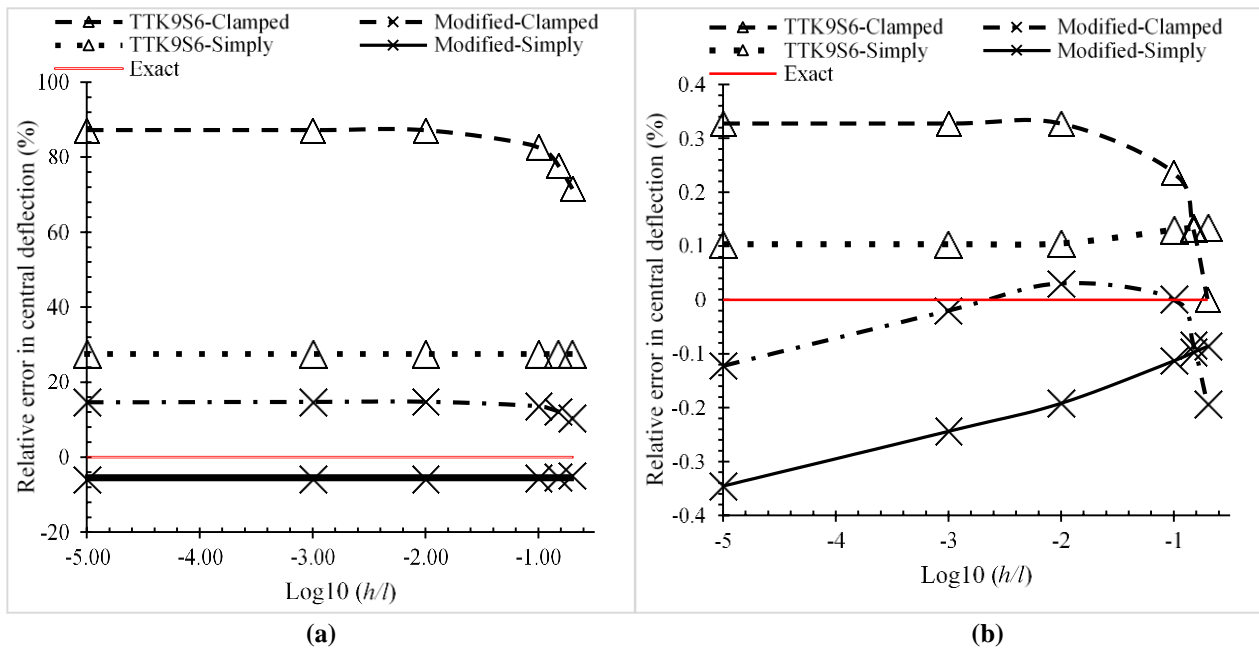 TTK9S6-Clamped Modified-Clamped
TTK9S6-Simply Modified-Simply
Exact
Relative error in central deflection (%)
100
80
60
40
20
0
-20
-5.00 -4.00 -3.00 -2.00 -1.00
Log10 (h/l)
(a)
TTK9S6-Clamped Modified-Clamped
TTK9S6-Simply Modified-Simply
Exact
Relative error in central deflection (%)
0.4
0.3
0.2
0.1
0
-0.1
-0.2
-0.3
-0.4
-5 -4 -3 -2 -1
Log10 (h/l)
(b)